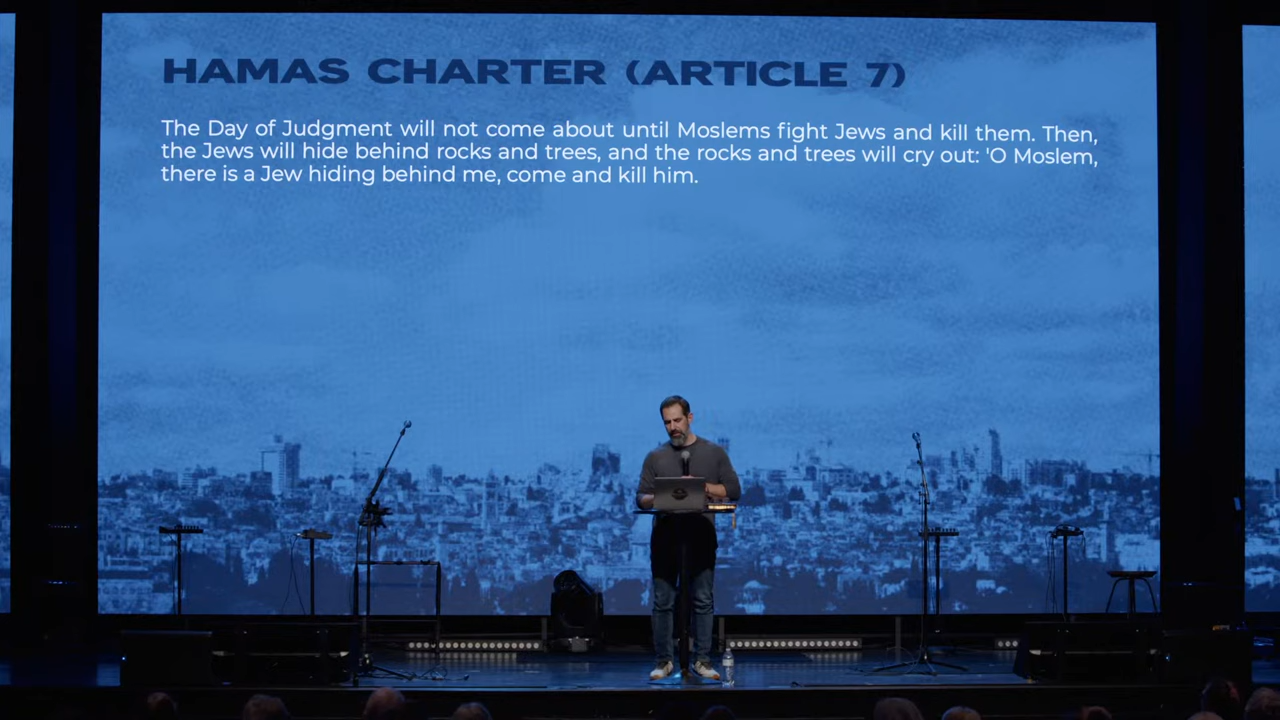 HAMAS CHARTER (ARTICLE 7)
The Day of Judgment will not come about until Moslems fight Jews and kill them. Then,
the Jews will hide behind rocks and trees, and the rocks and trees will cry out: 'O Moslem,
there is a Jew hiding behind me, come and kill him.